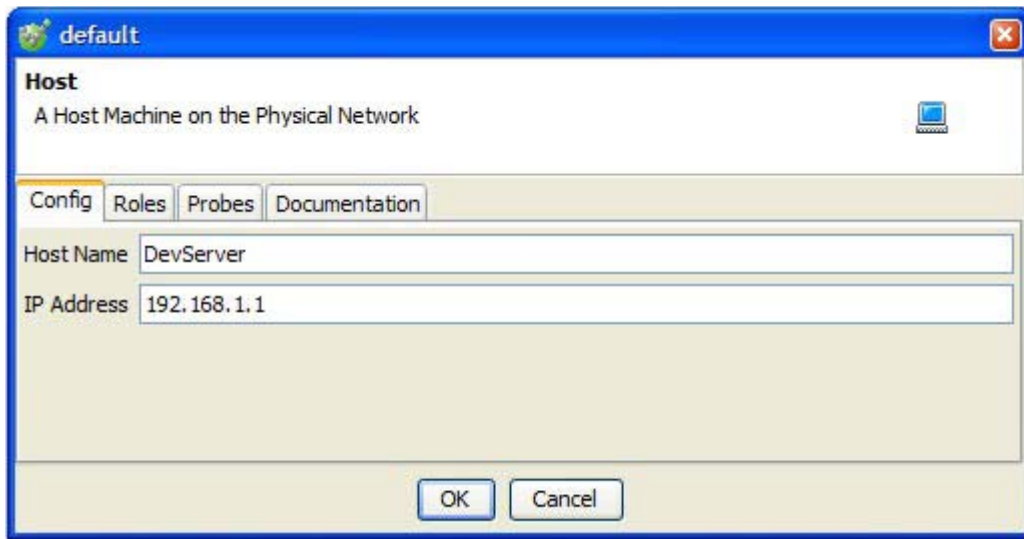 default
Host
A Host Machine on the Physical Network
Config Roles Probes Documentation
Host Name DevServer
IP Address 192.168.1.1
OK Cancel